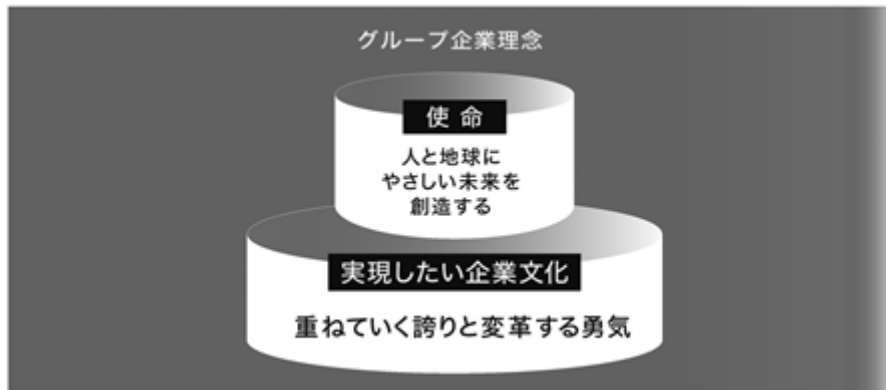 グループ企業理念
使命
人と地球に
やさしい未来を
創造する
実現したい企業文化
重ねていく誇りと変革する勇気